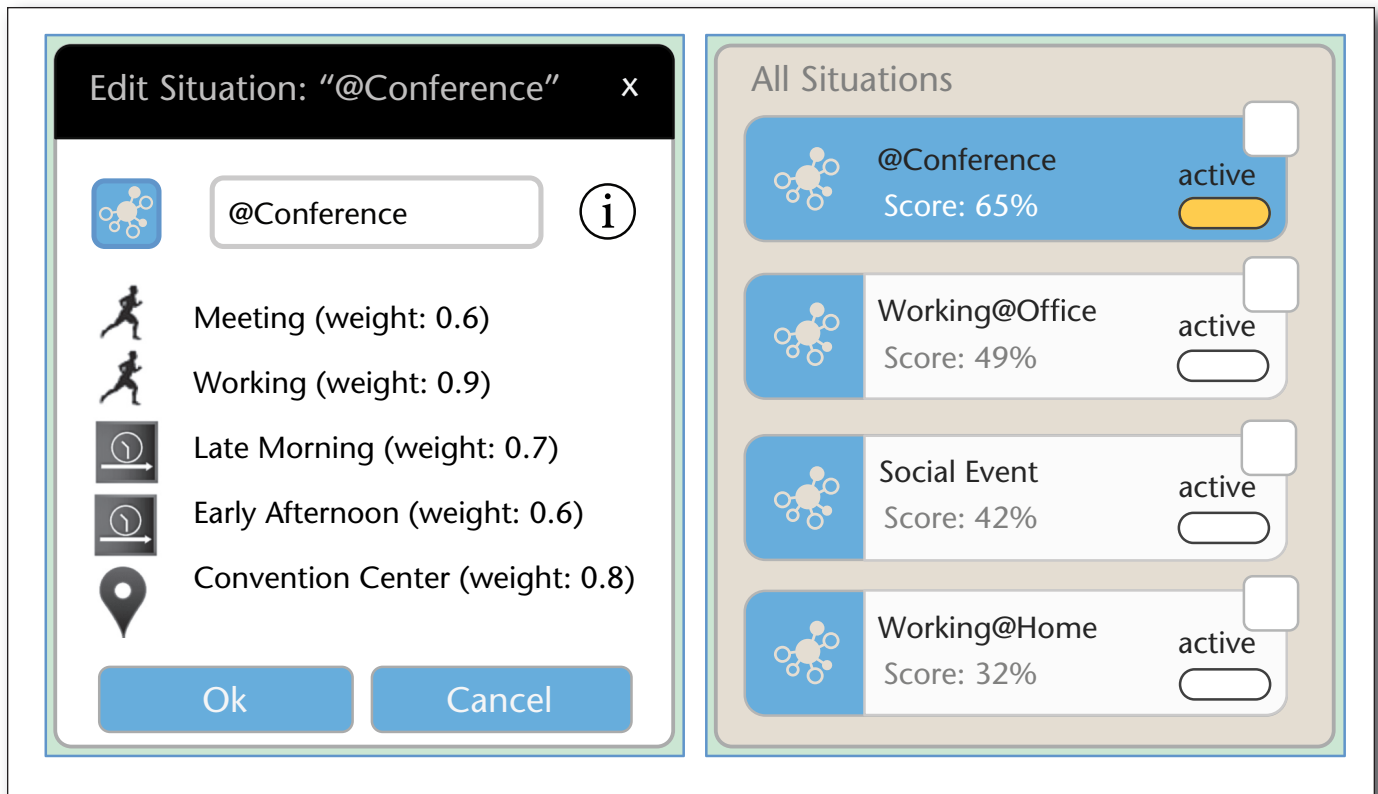 Edit Situation: “@Conference” x
@Conference i
Meeting (weight: 0.6)
Working (weight: 0.9)
Late Morning (weight: 0.7)
Early Afternoon (weight: 0.6)
Convention Center (weight: 0.8)
Ok Cancel
All Situations
@Conference
active
Score: 65%
Working@Office
active
Score: 49%
Social Event
active
Score: 42%
Working@Home
active
Score: 32%